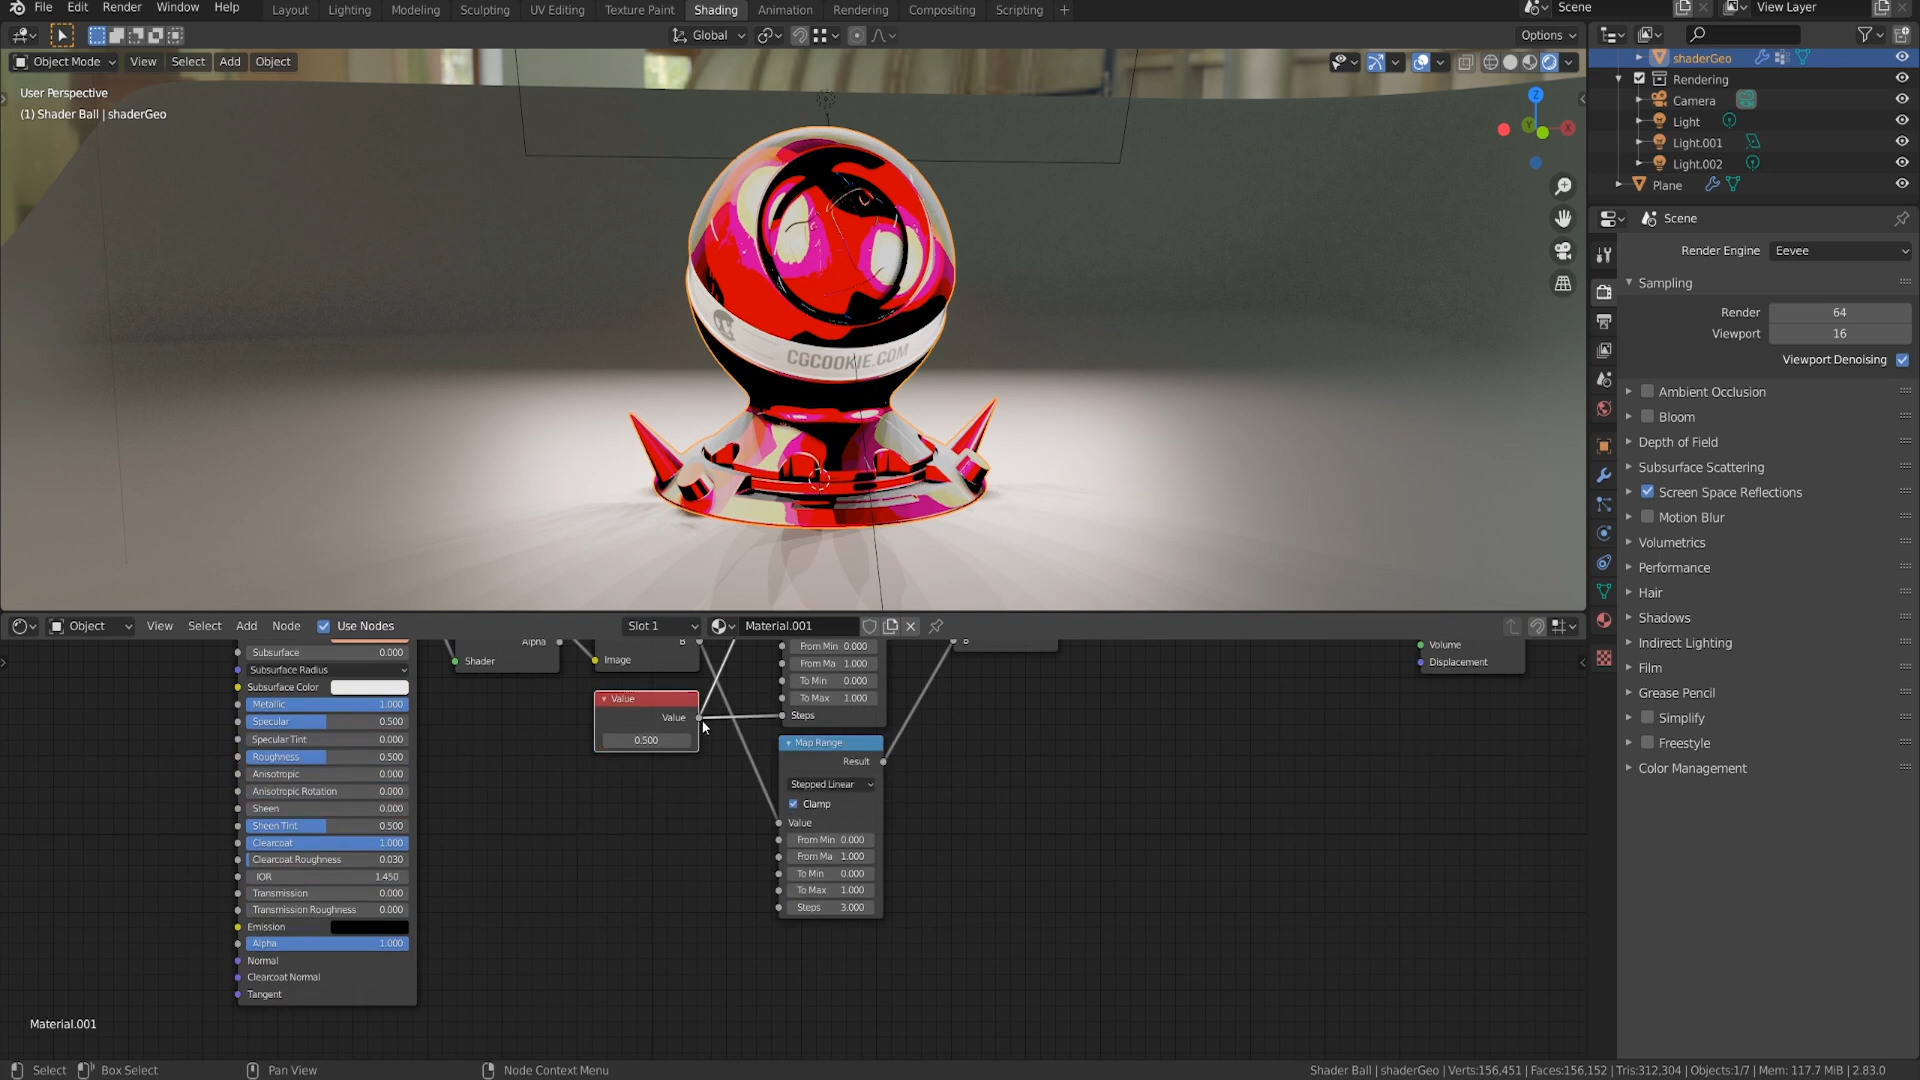 File Edit Render Window Help Layout Lighting Modeling Sculpting UV Editing Texture Paint Shading Animation Rendering Compositing Scripting + Scene View Layer
Global Options
Object Mode View Select Add Object
User Perspective
(1) Shader Ball | shaderGeo
Z
Y
X
CGCOOKIE.COM
shaderGeo
Rendering
Camera
Light
Light.001
Light.002
Plane
Scene
Render Engine Eevee
Sampling
Render 64
Viewport 16
Viewport Denoising
Ambient Occlusion
Bloom
Depth of Field
Subsurface Scattering
Screen Space Reflections
Motion Blur
Volumetrics
Performance
Hair
Shadows
Indirect Lighting
Film
Grease Pencil
Simplify
Freestyle
Color Management
Object View Select Add Node Use Nodes Slot 1 Material.001
Subsurface 0.000
Subsurface Radius
Subsurface Color
Metallic 1.000
Specular 0.500
Specular Tint 0.000
Roughness 0.500
Anisotropic 0.000
Anisotropic Rotation 0.000
Sheen 0.000
Sheen Tint 0.500
Clearcoat 1.000
Clearcoat Roughness 0.030
IOR 1.450
Transmission 0.000
Transmission Roughness 0.000
Emission
Alpha 1.000
Normal
Clearcoat Normal
Tangent
Alpha
Shader
B
Image
Value
Value
0.500
From Min 0.000
From Ma 1.000
To Min 0.000
To Max 1.000
Steps
Map Range
Result
Stepped Linear
Clamp
Value
From Min 0.000
From Ma 1.000
To Min 0.000
To Max 1.000
Steps 3.000
B
Volume
Displacement
Material.001
Select Box Select Pan View Node Context Menu Shader Ball | shaderGeo | Verts:156,451 | Faces:156,152 | Tris:312,304 | Objects:1/7 | Mem: 117.7 MiB | 2.83.0